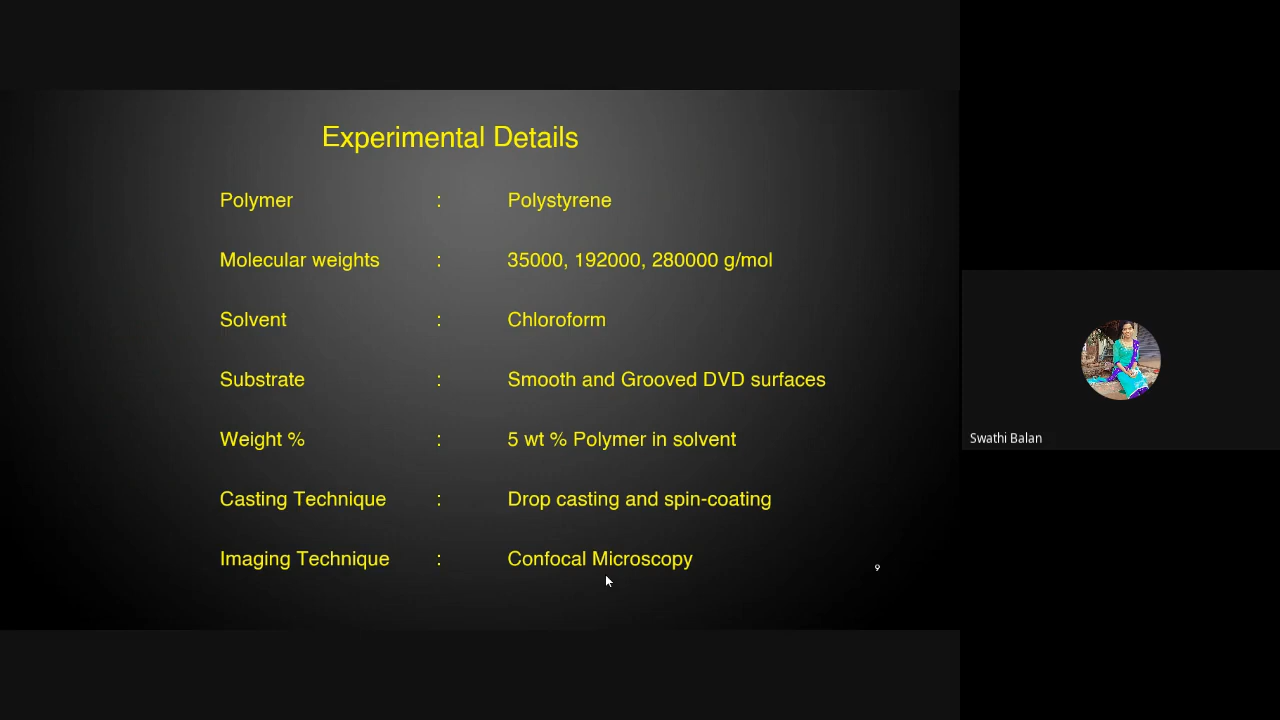 Experimental Details
Polymer : Polystyrene
Molecular weights : 35000, 192000, 280000 g/mol
Solvent : Chloroform
Substrate : Smooth and Grooved DVD surfaces
Weight % : 5 wt % Polymer in solvent
Casting Technique : Drop casting and spin-coating
Imaging Technique : Confocal Microscopy
9
Swathi Balan